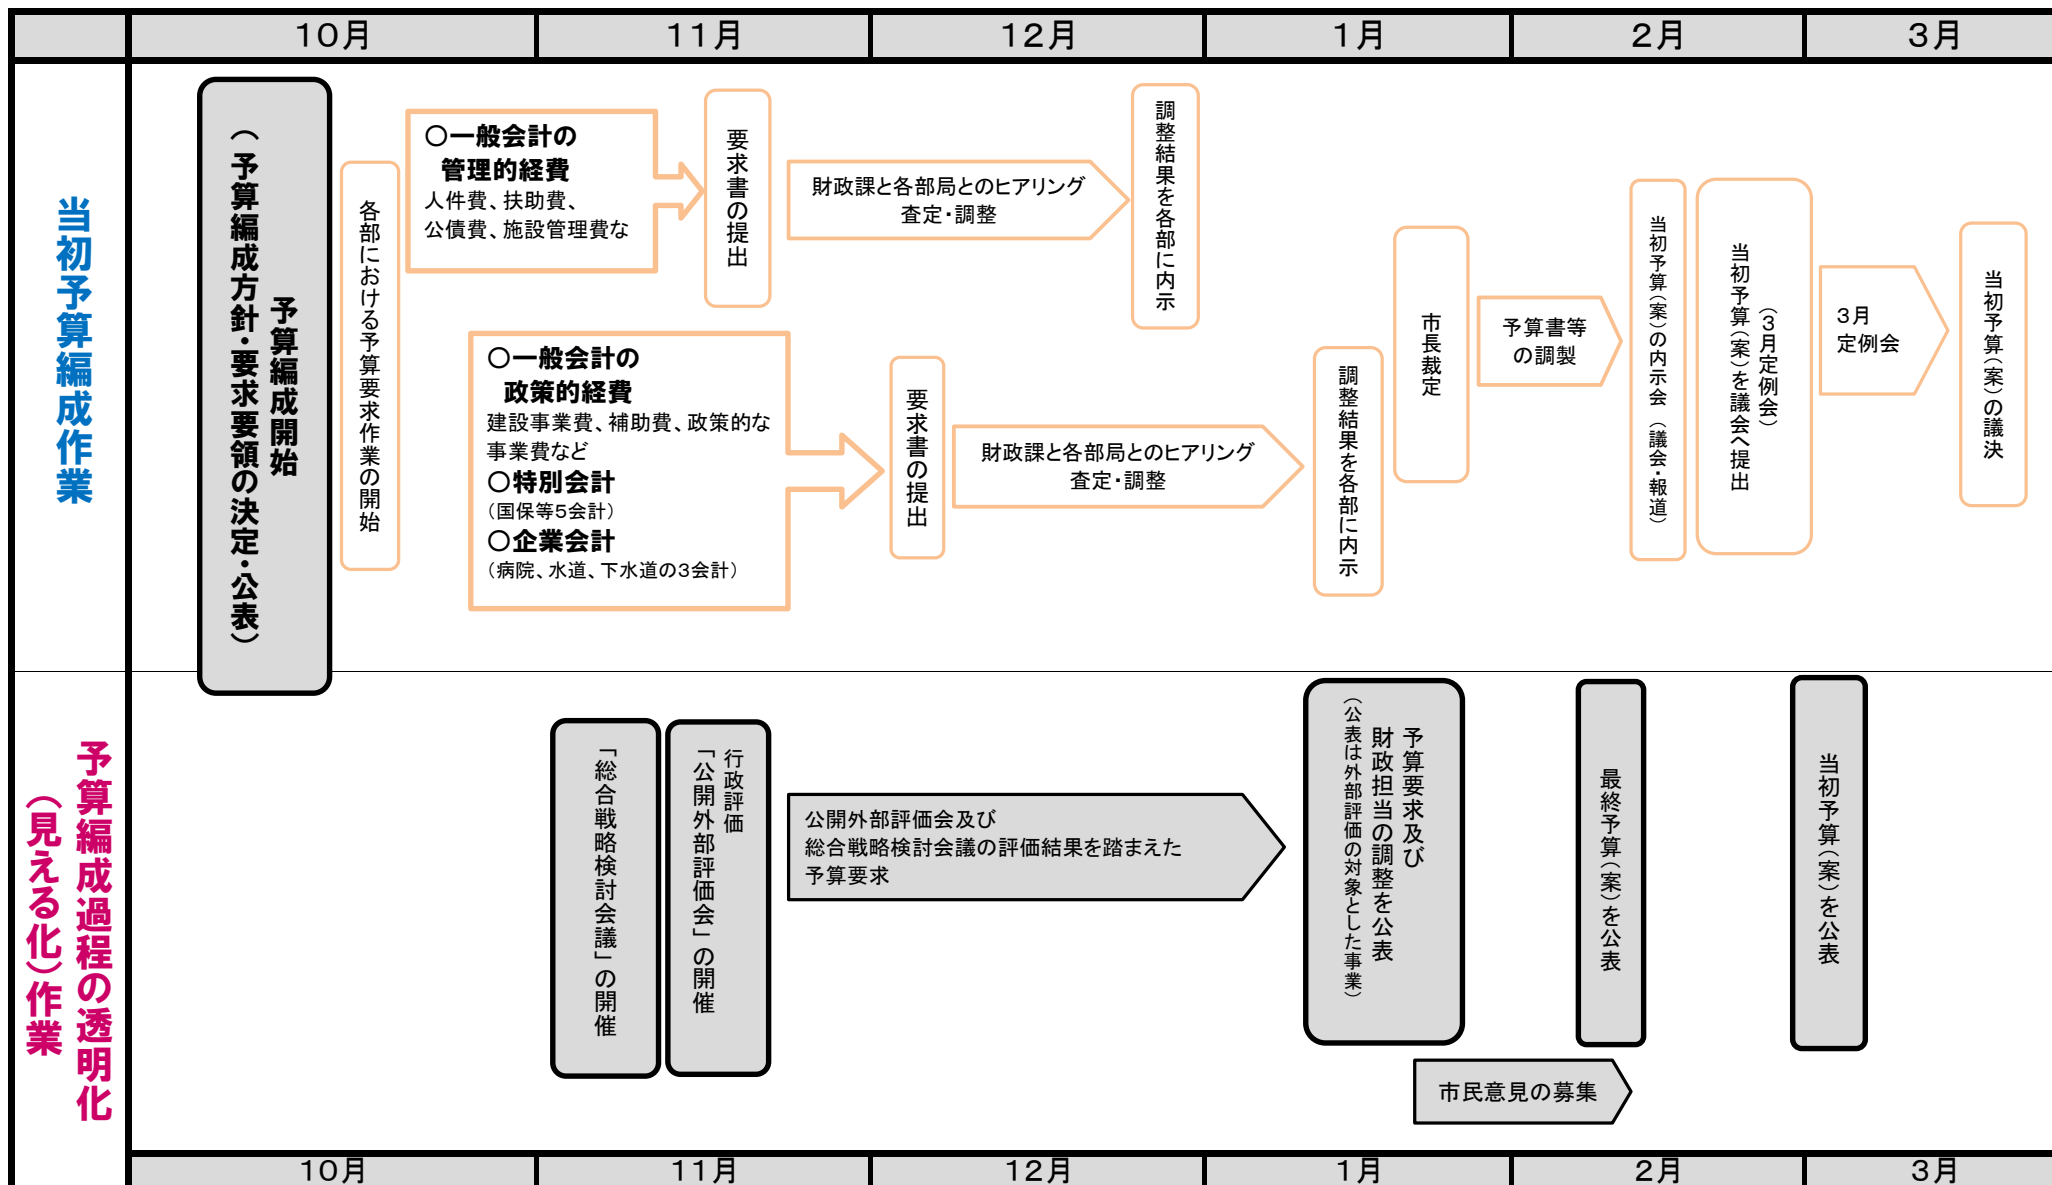 10月
11月
12月
1月
2月
3月
当初予算編成作業
予算編成開始
（予算編成方針・要求要領の決定・公表）
各部における予算要求作業の開始
○一般会計の
管理的経費
人件費、扶助費、
公債費、施設管理費な
要求書の提出
財政課と各部局とのヒアリング
査定・調整
調整結果を各部に内示
○一般会計の
政策的経費
建設事業費、補助費、政策的な
事業費など
○特別会計
（国保等5会計）
○企業会計
（病院、水道、下水道の3会計）
要求書の提出
財政課と各部局とのヒアリング
査定・調整
調整結果を各部に内示
市長裁定
予算書等
の調製
当初予算（案）の内示会（議会・報道）
当初予算（案）を議会へ提出
（3月定例会）
3月
定例会
当初予算（案）の議決
予算編成過程の透明化
（見える化）作業
「総合戦略検討会議」の開催
行政評価
「公開外部評価会」の開催
公開外部評価会及び
総合戦略検討会議の評価結果を踏まえた
予算要求
予算要求及び
財政担当の調整を公表
（公表は外部評価の対象とした事業）
市民意見の募集
最終予算（案）を公表
当初予算（案）を公表
10月
11月
12月
1月
2月
3月